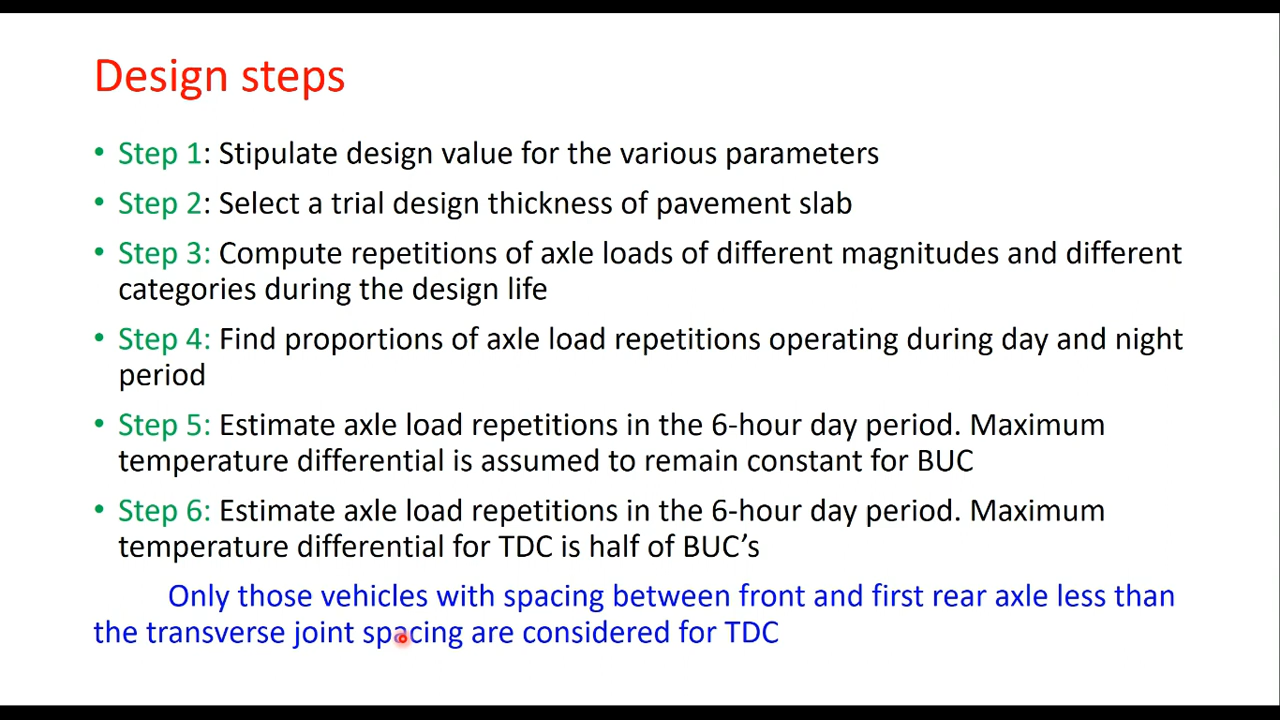 Design steps
• Step 1: Stipulate design value for the various parameters
• Step 2: Select a trial design thickness of pavement slab
• Step 3: Compute repetitions of axle loads of different magnitudes and different
categories during the design life
• Step 4: Find proportions of axle load repetitions operating during day and night
period
• Step 5: Estimate axle load repetitions in the 6-hour day period. Maximum
temperature differential is assumed to remain constant for BUC
• Step 6: Estimate axle load repetitions in the 6-hour day period. Maximum
temperature differential for TDC is half of BUC’s
Only those vehicles with spacing between front and first rear axle less than
the transverse joint spacing are considered for TDC